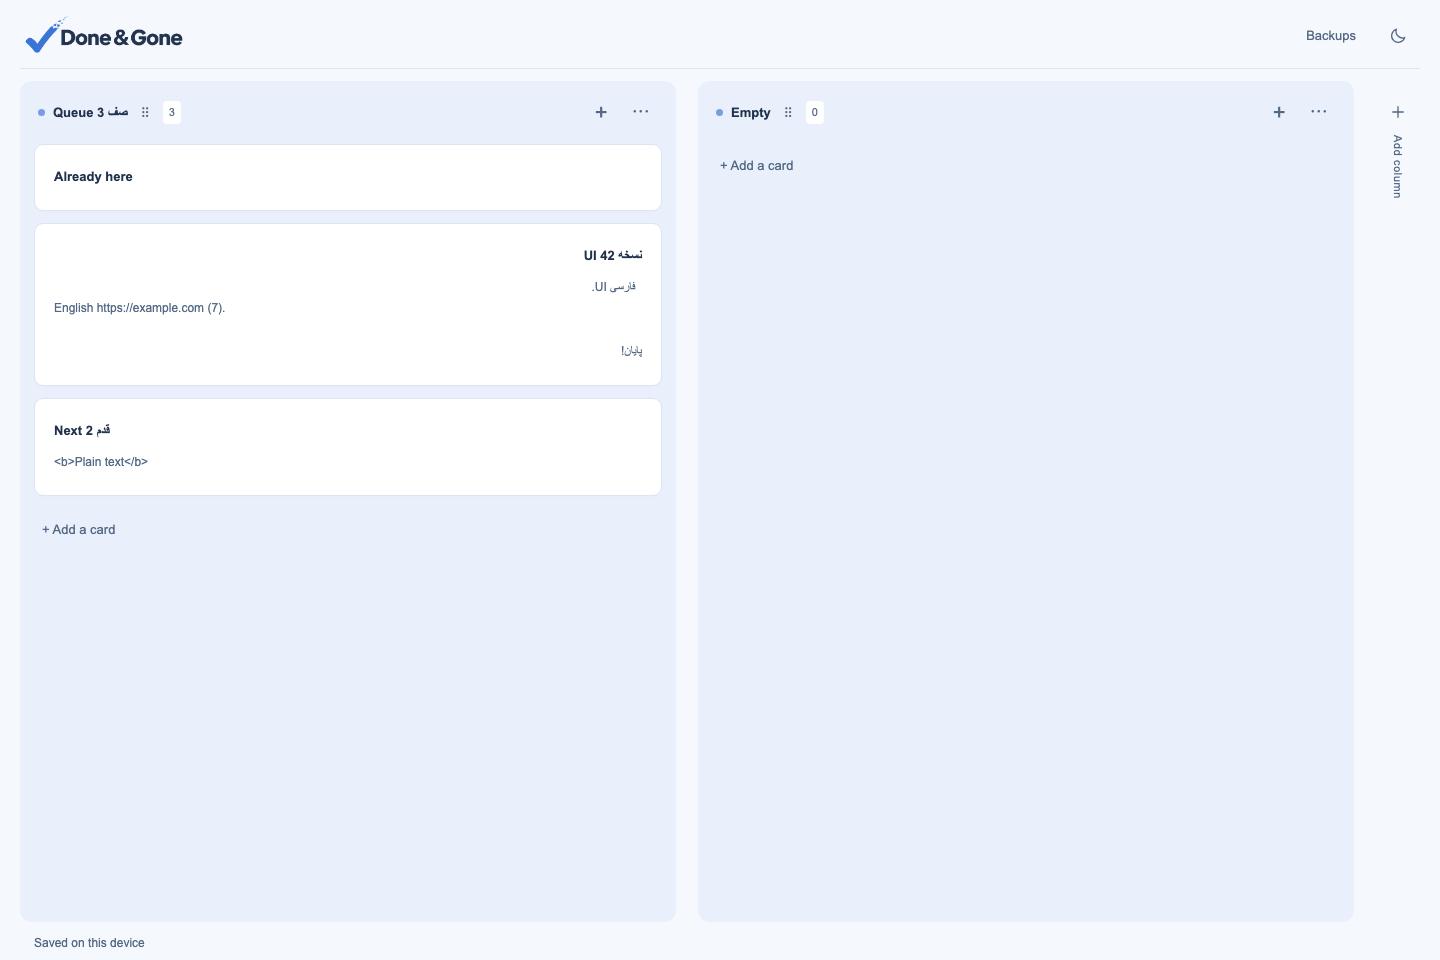 Done & Gone
Backups
Queue 3 صف
3
Already here
نسخه 42 UI
فارسی UI.
English https://example.com (7).
پایان!
Next 2 قدم
<b>Plain text</b>
+ Add a card
Empty
0
+ Add a card
Add column
Saved on this device